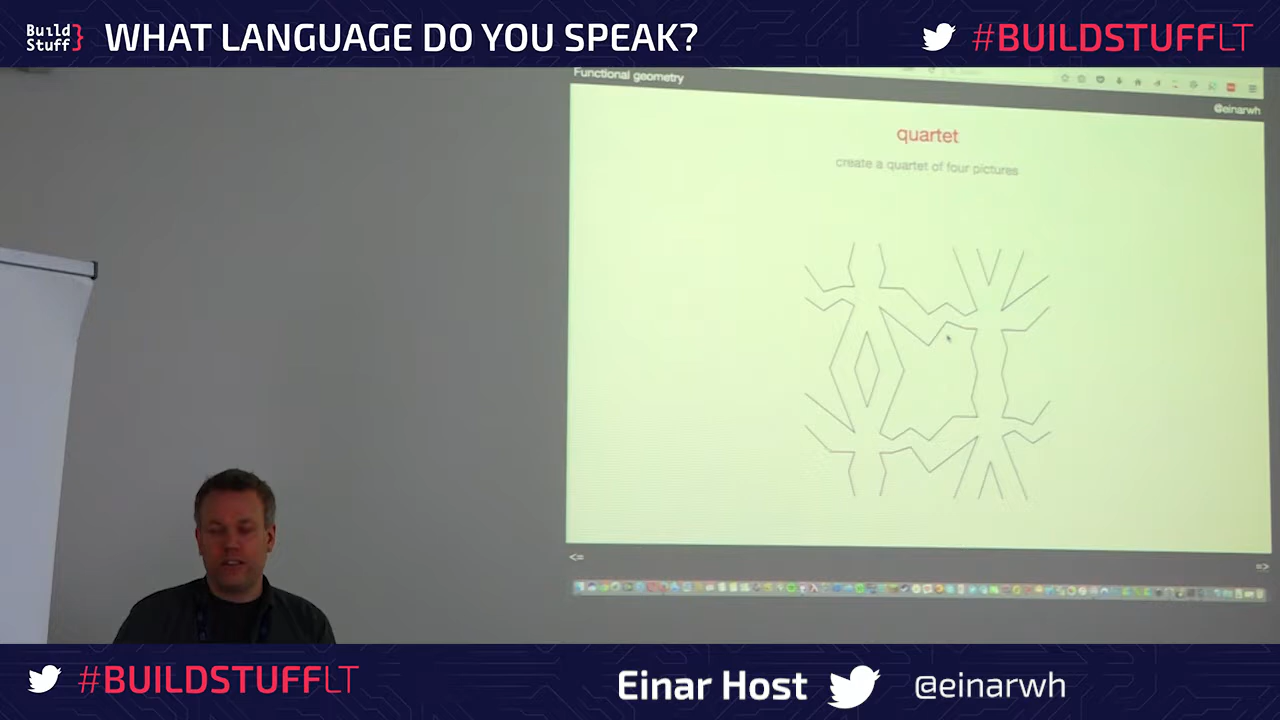 Build
Stuff}
WHAT LANGUAGE DO YOU SPEAK?
#BUILDSTUFFLT
Functional geometry
@einarwh
quartet
create a quartet of four pictures
<=
=>
#BUILDSTUFFLT
Einar Host
@einarwh